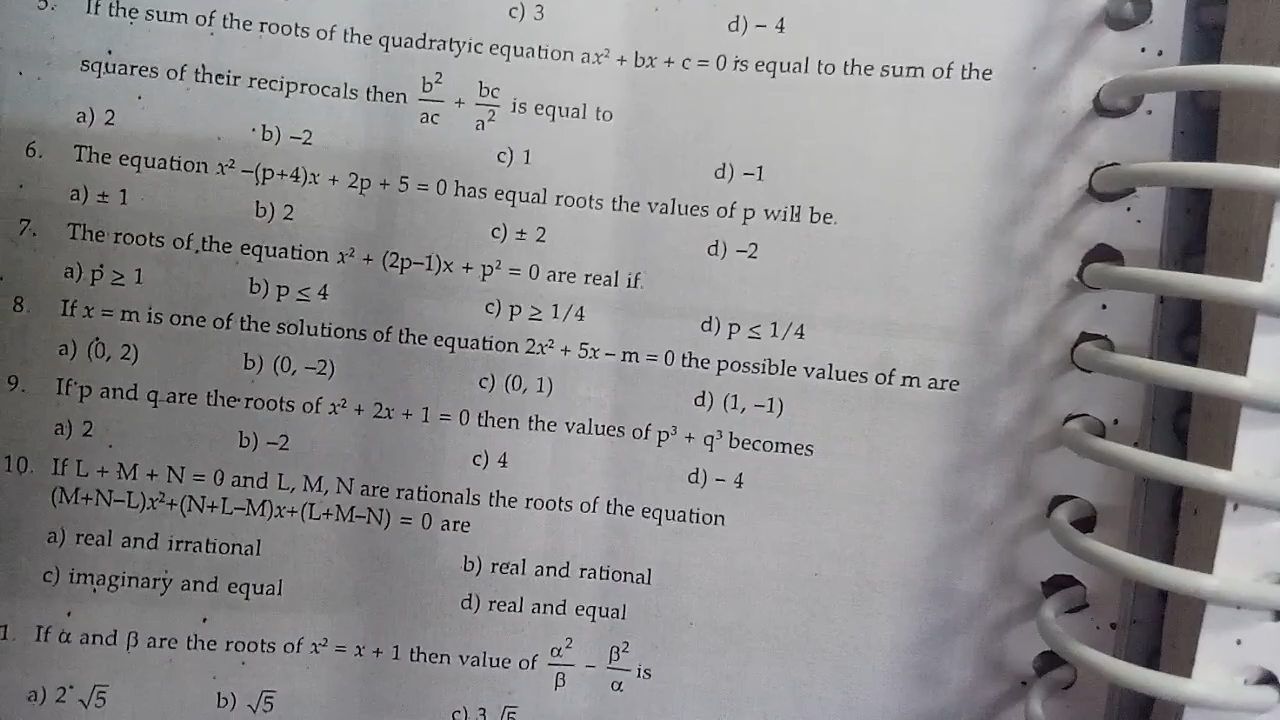 c) 3 d) – 4
5. If the sum of the roots of the quadratyic equation ax² + bx + c = 0 is equal to the sum of the
squares of their reciprocals then b²/ac + bc/a² is equal to
a) 2 b) –2 c) 1 d) –1
6. The equation x² –(p+4)x + 2p + 5 = 0 has equal roots the values of p will be.
a) ± 1 b) 2 c) ± 2 d) –2
7. The roots of the equation x² + (2p–1)x + p² = 0 are real if.
a) p ≥ 1 b) p ≤ 4 c) p ≥ 1/4 d) p ≤ 1/4
8. If x = m is one of the solutions of the equation 2x² + 5x – m = 0 the possible values of m are
a) (0, 2) b) (0, –2) c) (0, 1) d) (1, –1)
9. If p and q are the roots of x² + 2x + 1 = 0 then the values of p³ + q³ becomes
a) 2 b) –2 c) 4 d) – 4
10. If L + M + N = 0 and L, M, N are rationals the roots of the equation
(M+N–L)x²+(N+L–M)x+(L+M–N) = 0 are
a) real and irrational b) real and rational
c) imaginary and equal d) real and equal
1. If α and β are the roots of x² = x + 1 then value of α²/β – β²/α is
a) 2 √5 b) √5 c) 3 √5